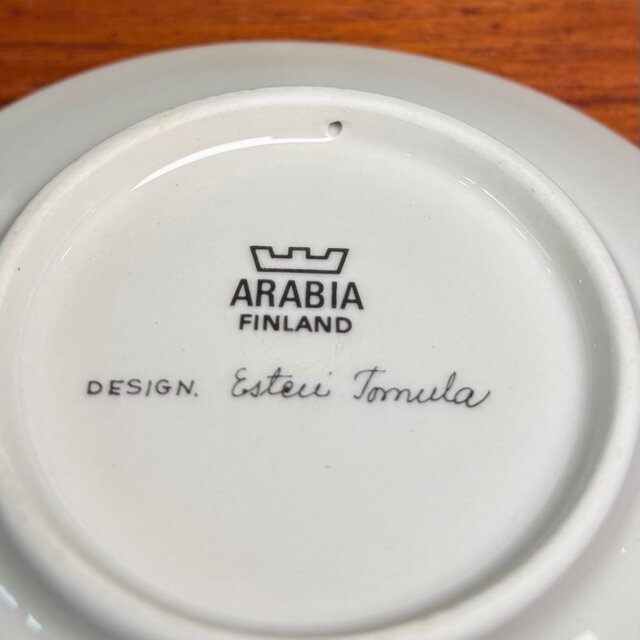 ARABIA
FINLAND
DESIGN. Esteri Tomula